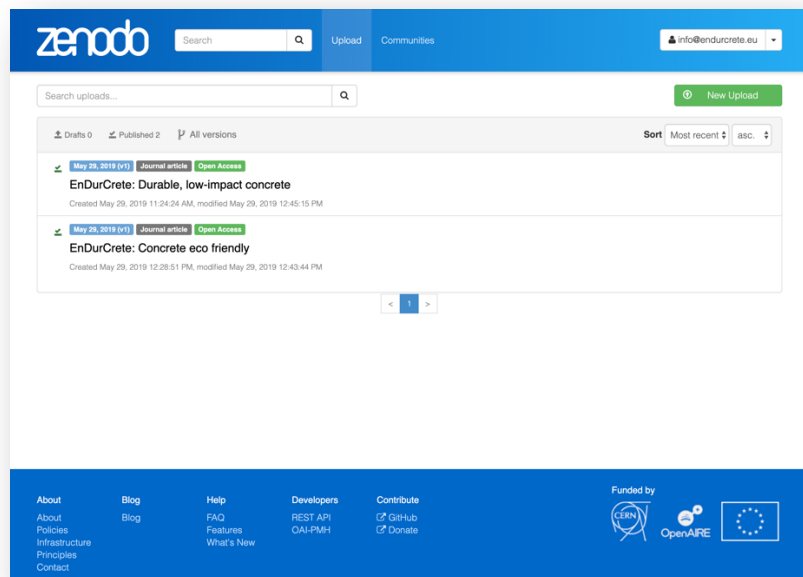 zenodo
Search
Upload
Communities
info@endurcrete.eu
Search uploads...
New Upload
Drafts 0
Published 2
All versions
Sort
Most recent
asc.
May 29, 2019 (v1) Journal article Open Access
EnDurCrete: Durable, low-impact concrete
Created May 29, 2019 11:24:24 AM, modified May 29, 2019 12:45:15 PM
May 29, 2019 (v1) Journal article Open Access
EnDurCrete: Concrete eco friendly
Created May 29, 2019 12:28:51 PM, modified May 29, 2019 12:43:44 PM
< 1 >
About
About
Policies
Infrastructure
Principles
Contact
Blog
Blog
Help
FAQ
Features
What's New
Developers
REST API
OAI-PMH
Contribute
GitHub
Donate
Funded by
CERN
OpenAIRE